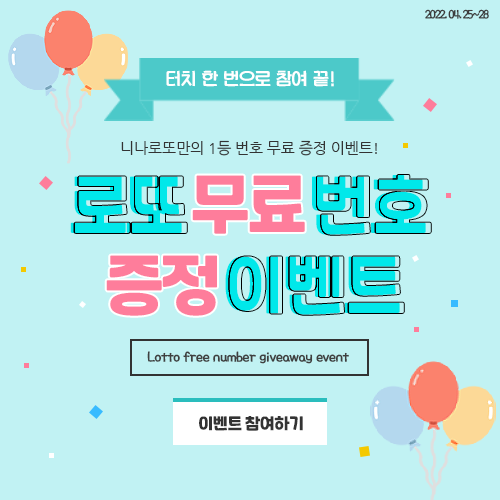 2022. 04. 25~28
터치 한 번으로 참여 끝!
니나로또만의 1등 번호 무료 증정 이벤트!
로또 무료 번호
증정 이벤트
Lotto free number giveaway event
이벤트 참여하기